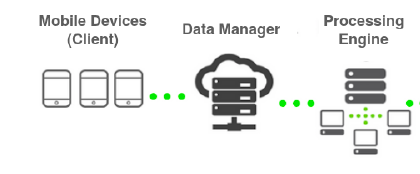 Mobile Devices
(Client)
Data Manager
Processing
Engine